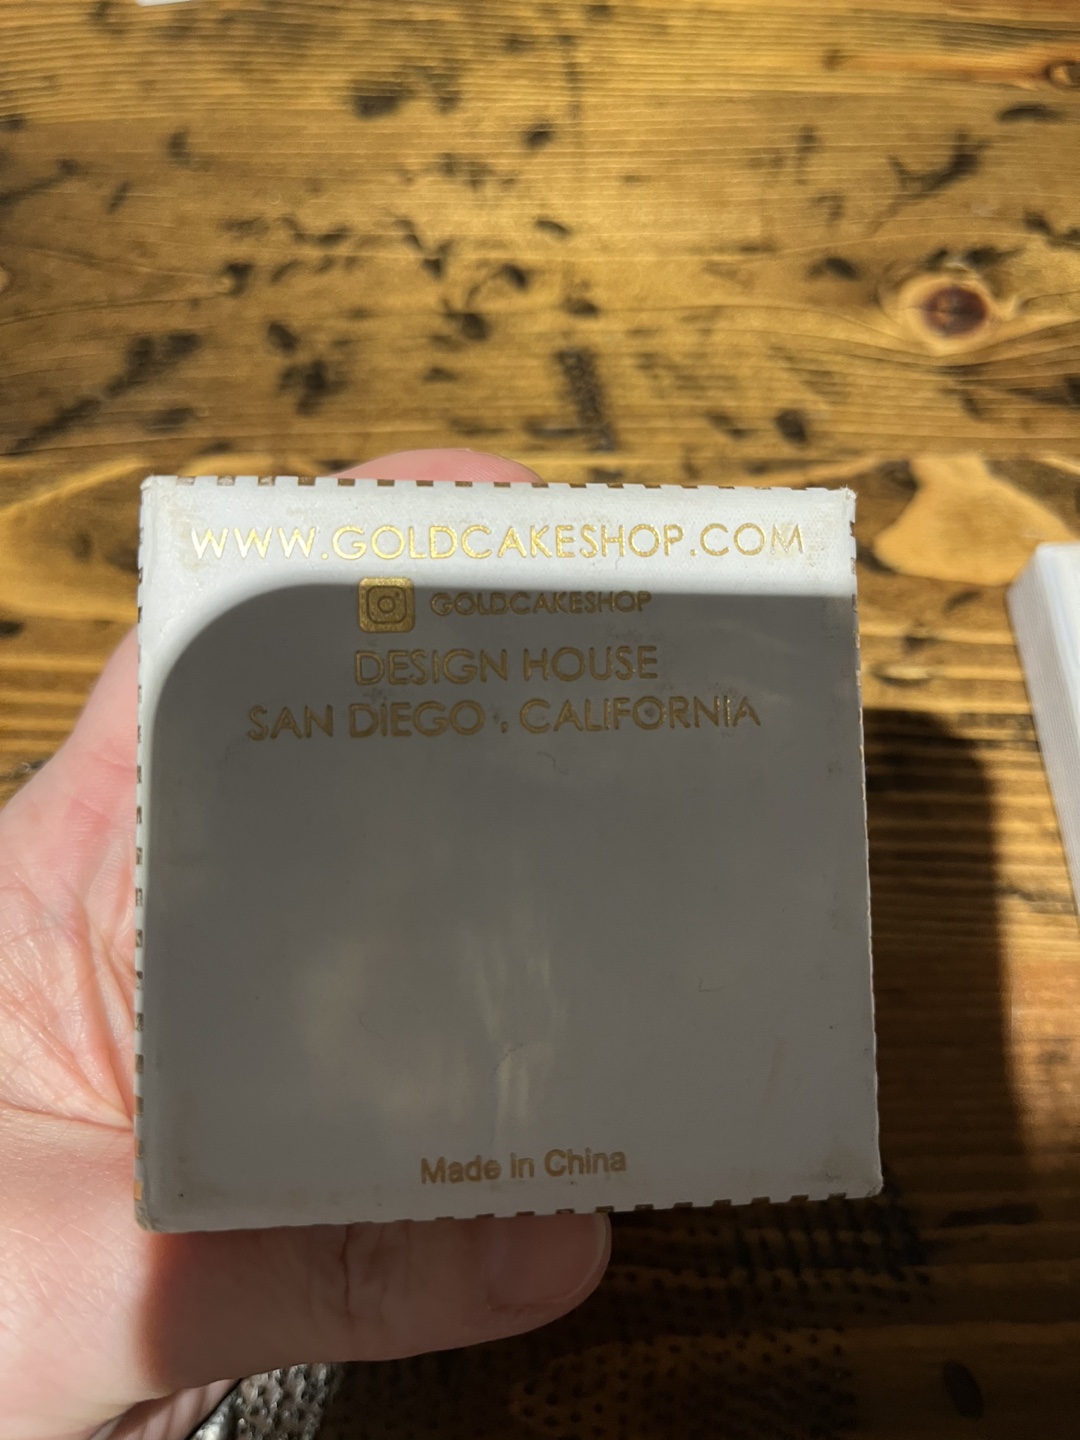 WWW.GOLDCAKESHOP.COM
GOLDCAKESHOP
DESIGN HOUSE
SAN DIEGO , CALIFORNIA
Made in China